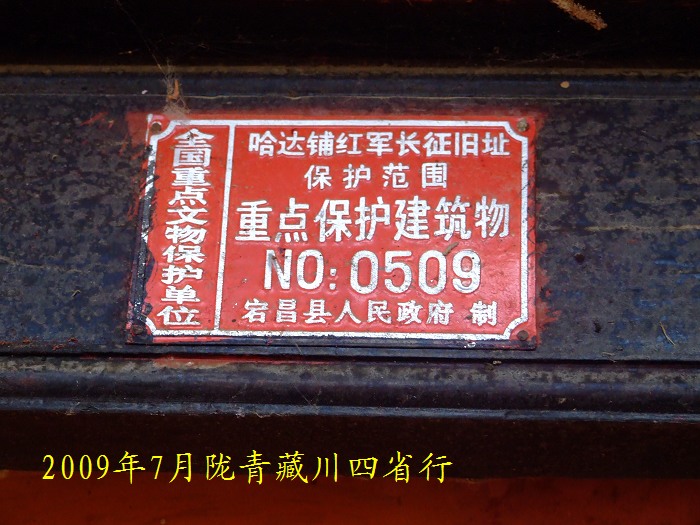 全国重点文物保护单位
哈达铺红军长征旧址
保护范围
重点保护建筑物
NO:0509
宕昌县人民政府 制
2009年7月陇青藏川四省行